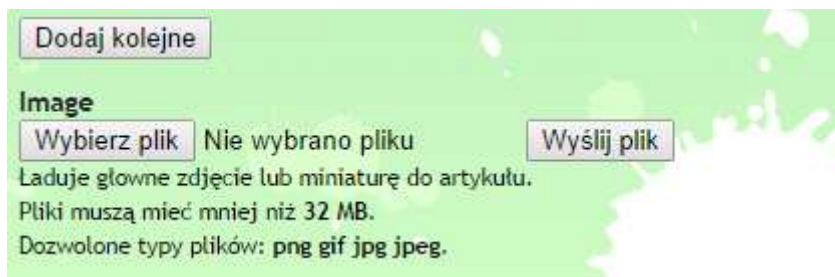 Dodaj kolejne
Image
Wybierz plik Nie wybrano pliku Wyślij plik
Ładuje głowne zdjęcie lub miniaturę do artykułu.
Pliki muszą mieć mniej niż 32 MB.
Dozwolone typy plików: png gif jpg jpeg.